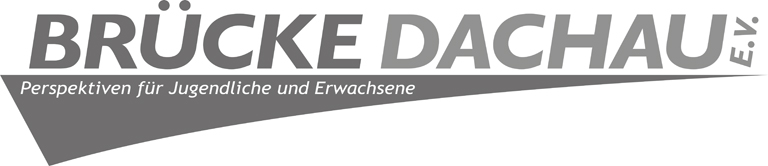 BRÜCKE DACHAU E.V.
Perspektiven für Jugendliche und Erwachsene